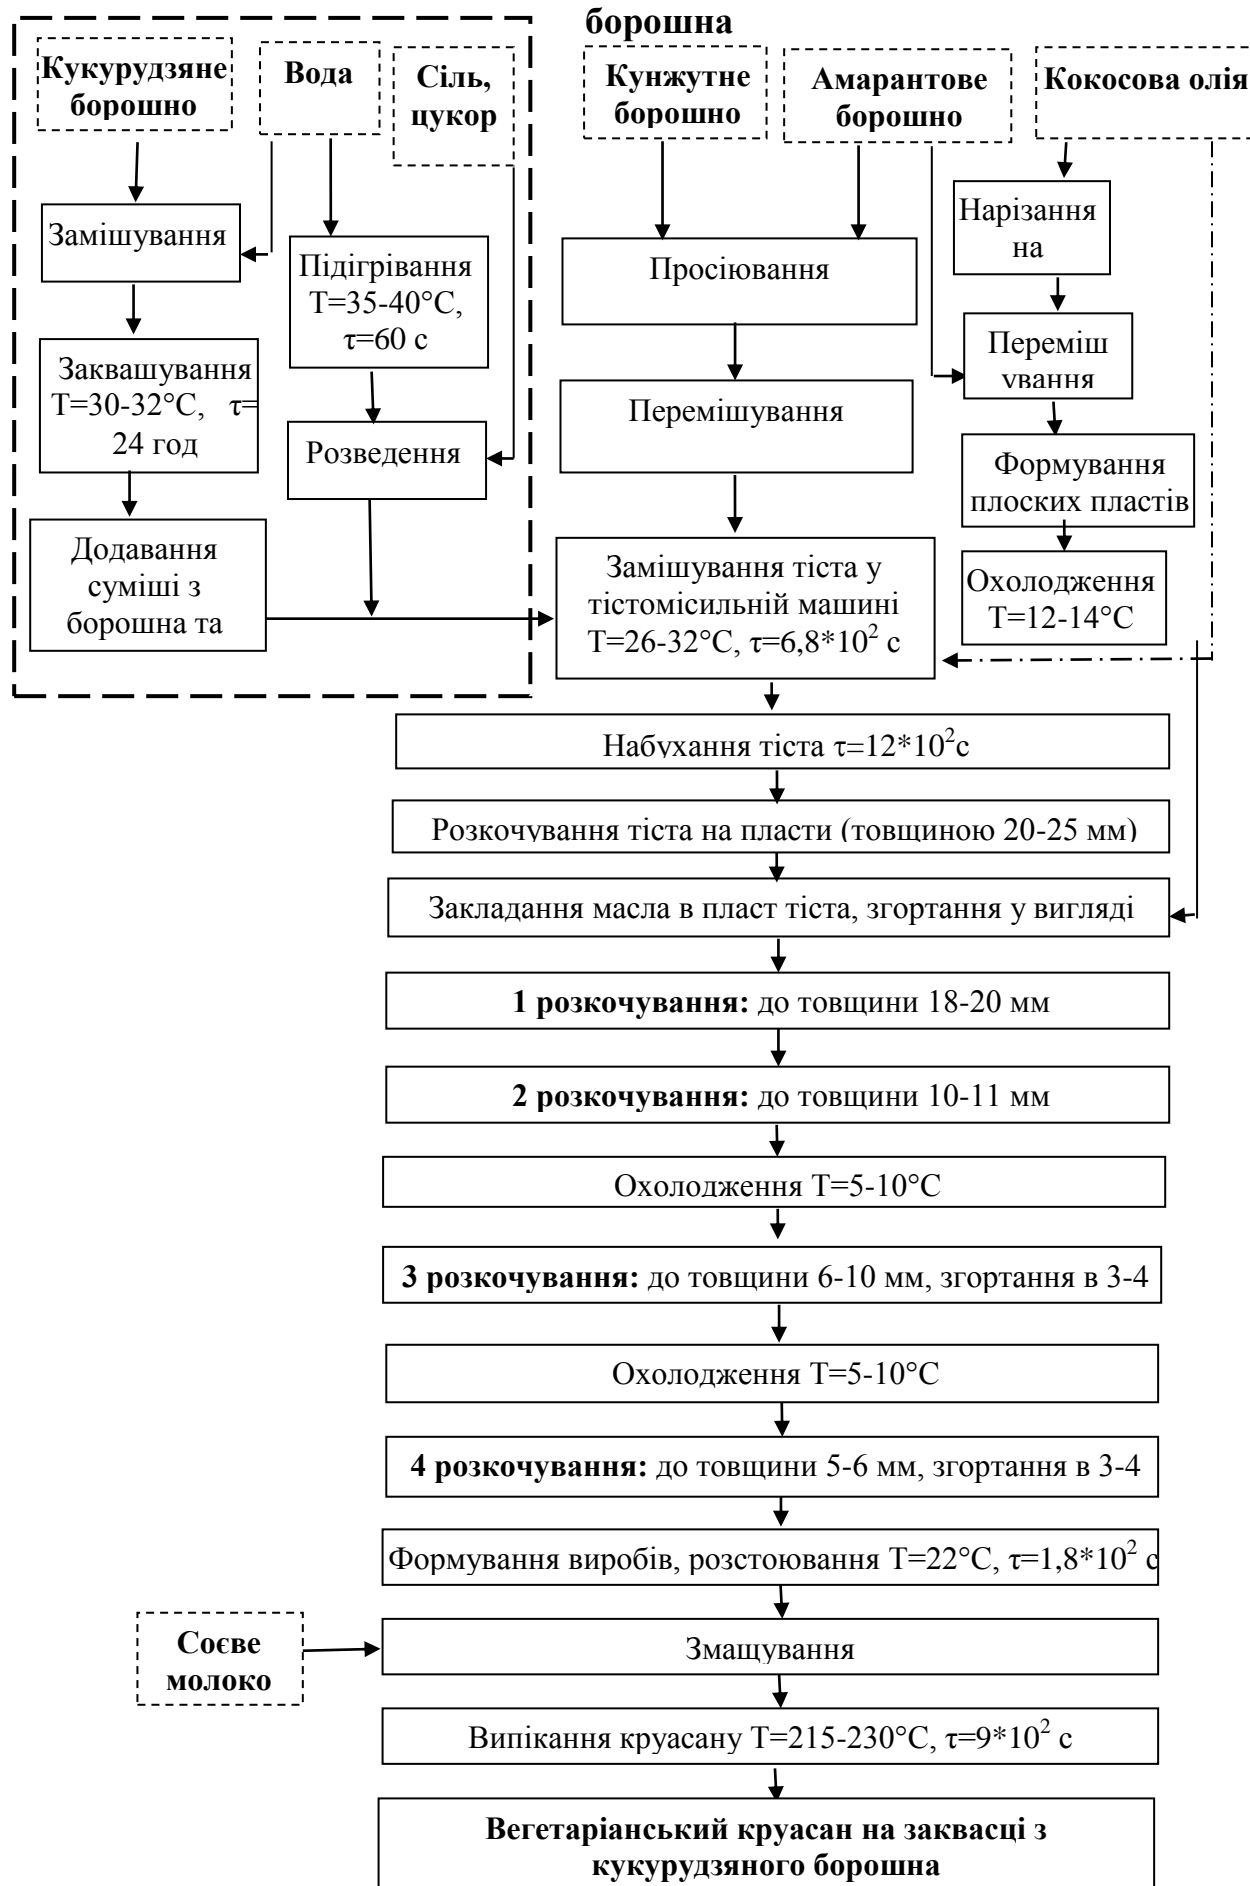 борошна
Кукурудзяне
борошно
Вода
Сіль,
цукор
Кунжутне
борошно
Амарантове
борошно
Кокосова олія
Замішування
Підігрівання
Т=35-40°С,
τ=60 с
Просіювання
Нарізання
на
Заквашування
Т=30-32°С, τ=
24 год
Розведення
Перемішування
Переміш
ування
Формування
плоских пластів
Додавання
суміші з
борошна та
Замішування тіста у
тістомісильній машині
Т=26-32°С, τ=6,8*10² с
Охолодження
Т=12-14°С
Набухання тіста τ=12*10²с
Розкочування тіста на пласти (товщиною 20-25 мм)
Закладання масла в пласт тіста, згортання у вигляді
1 розкочування: до товщини 18-20 мм
2 розкочування: до товщини 10-11 мм
Охолодження Т=5-10°С
3 розкочування: до товщини 6-10 мм, згортання в 3-4
Охолодження Т=5-10°С
4 розкочування: до товщини 5-6 мм, згортання в 3-4
Формування виробів, розстоювання Т=22°С, τ=1,8*10² с
Соєве
молоко
Змащування
Випікання круасану Т=215-230°С, τ=9*10² с
Вегетаріанський круасан на заквасці з
кукурудзяного борошна